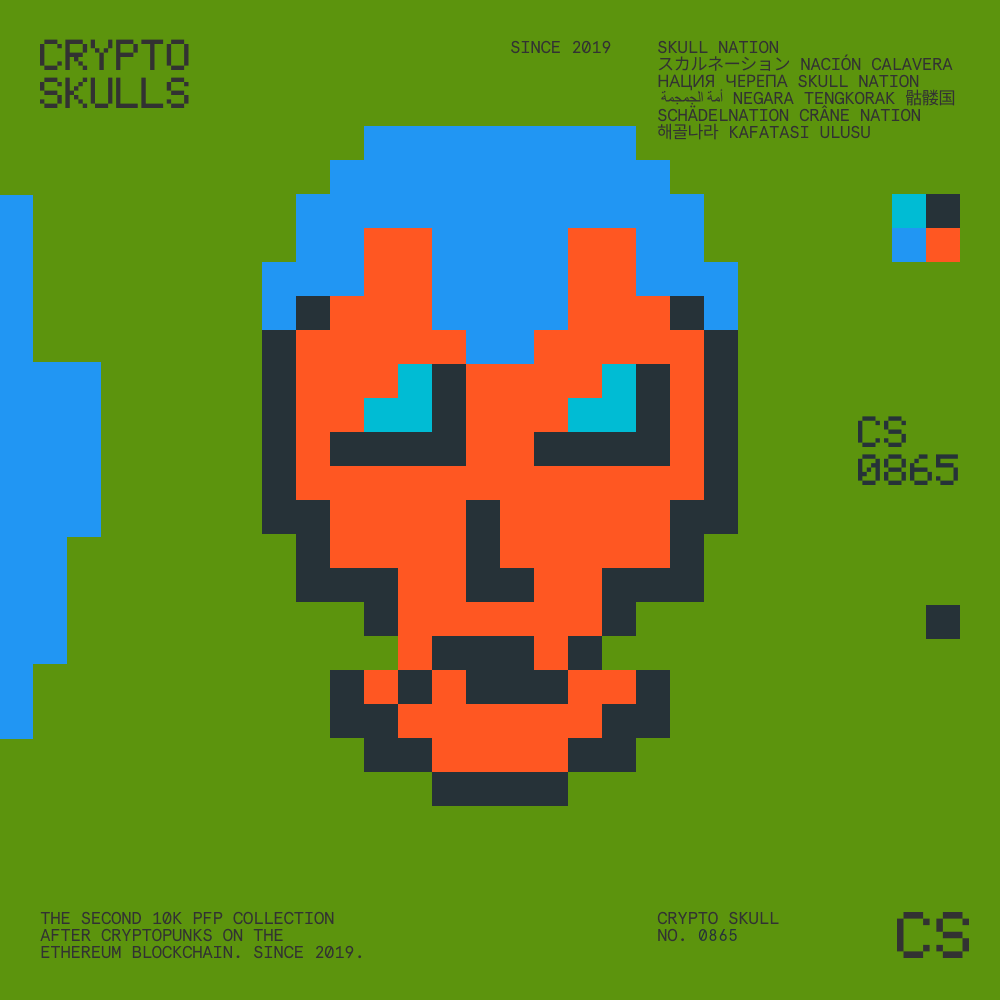 CRYPTO
SKULLS
SINCE 2019
SKULL NATION
スカルネーション NACIÓN CALAVERA
НАЦИЯ ЧЕРЕПА SKULL NATION
أمة الجمجمة NEGARA TENGKORAK 骷髅国
SCHÄDELNATION CRÂNE NATION
해골나라 KAFATASI ULUSU
CS
0865
THE SECOND 10K PFP COLLECTION
AFTER CRYPTOPUNKS ON THE
ETHEREUM BLOCKCHAIN. SINCE 2019.
CRYPTO SKULL
NO. 0865
CS